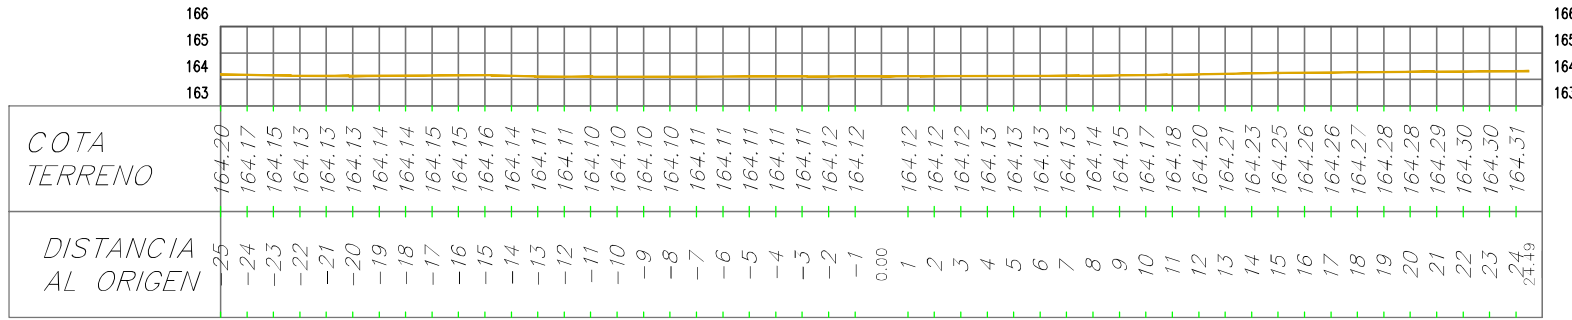 166 166
165 165
164 164
163 163
COTA TERRENO 164.20 164.17 164.15 164.13 164.13 164.13 164.14 164.14 164.15 164.15 164.16 164.14 164.11 164.11 164.10 164.10 164.10 164.10 164.11 164.11 164.11 164.11 164.11 164.12 164.12 164.12 164.12 164.12 164.13 164.13 164.13 164.13 164.14 164.15 164.17 164.18 164.20 164.21 164.23 164.25 164.26 164.26 164.27 164.28 164.28 164.29 164.30 164.30 164.31
DISTANCIA AL ORIGEN -25 -24 -23 -22 -21 -20 -19 -18 -17 -16 -15 -14 -13 -12 -11 -10 -9 -8 -7 -6 -5 -4 -3 -2 -1 0.00 1 2 3 4 5 6 7 8 9 10 11 12 13 14 15 16 17 18 19 20 21 22 23 24 24.49